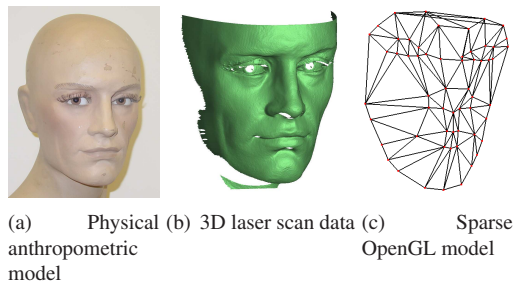 (a) Physical anthropometric model
(b) 3D laser scan data
(c) Sparse OpenGL model